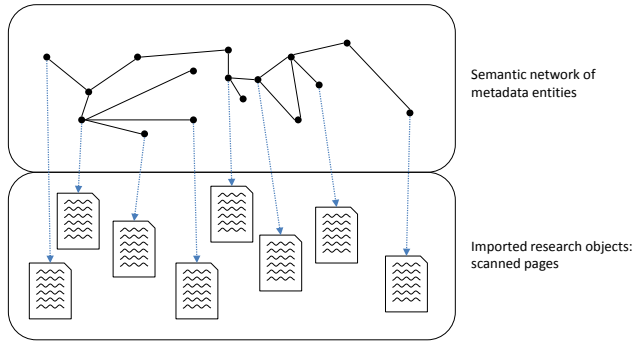 Semantic network of
metadata entities
Imported research objects:
scanned pages